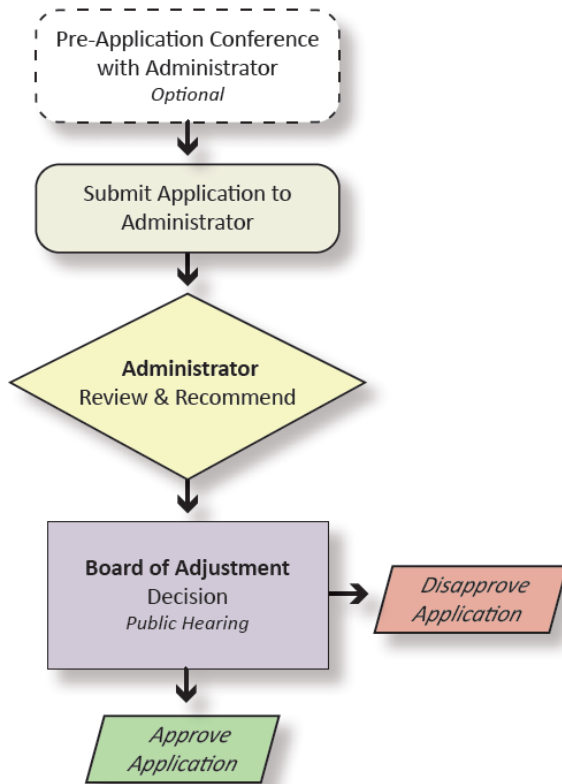 Pre-Application Conference
with Administrator
Optional
Submit Application to
Administrator
Administrator
Review & Recommend
Board of Adjustment
Decision
Public Hearing
Disapprove
Application
Approve
Application